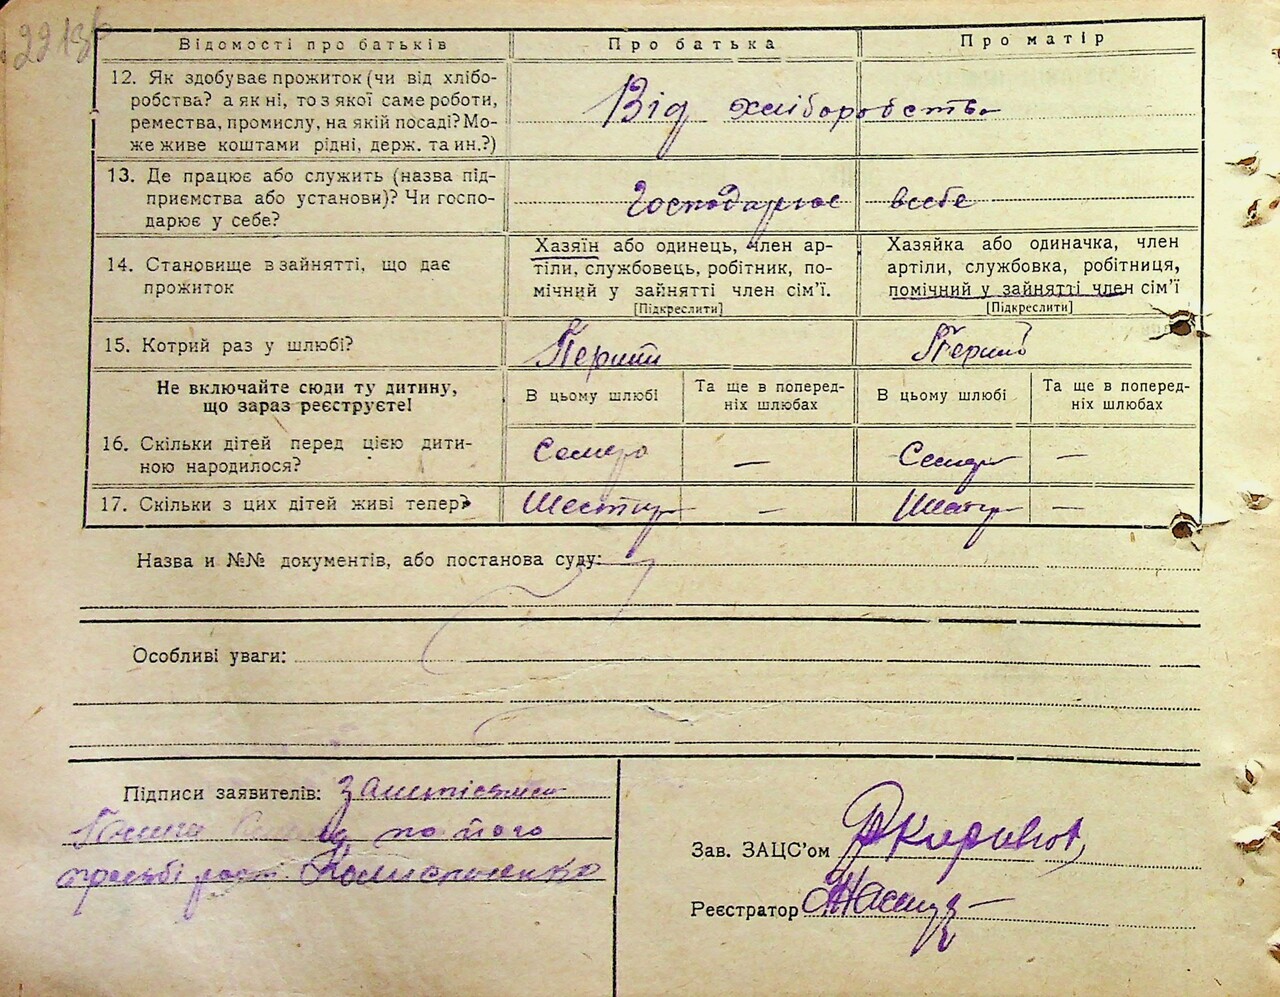 Відомості про батьків
Про батька
Про матір
12. Як здобуває прожиток (чи від хлібо-
робства? а як ні, то з якої саме роботи,
ремества, промислу, на якій посаді? Мо-
же живе коштами рідні, держ. та ин.?)
Від хліборобства
13. Де працює або служить (назва під-
приємства або установи)? Чи госпо-
дарює у себе?
Господарює всебе
14. Становище в зайнятті, що дає
прожиток
Хазяїн або одинець, член ар-
тіли, службовець, робітник, по-
мічний у зайнятті член сім'ї.
[Підкреслити]
Хазяйка або одиначка, член
артіли, службовка, робітниця,
помічний у зайнятті член сім'ї
[Підкреслити]
15. Котрий раз у шлюбі?
Перший
Перший
Не включайте сюди ту дитину,
що зараз реєструєте!
В цьому шлюбі
Та ще в поперед-
ніх шлюбах
В цьому шлюбі
Та ще в поперед-
ніх шлюбах
16. Скільки дітей перед цією дити-
ною народилося?
Семеро
—
Семеро
—
17. Скільки з цих дітей живі тепер?
Шестеро
—
Шестеро
—
Назва и №№ документів, або постанова суду:
Особливі уваги:
Підписи заявителів:
по його
Зав. ЗАЦС'ом
Реєстратор